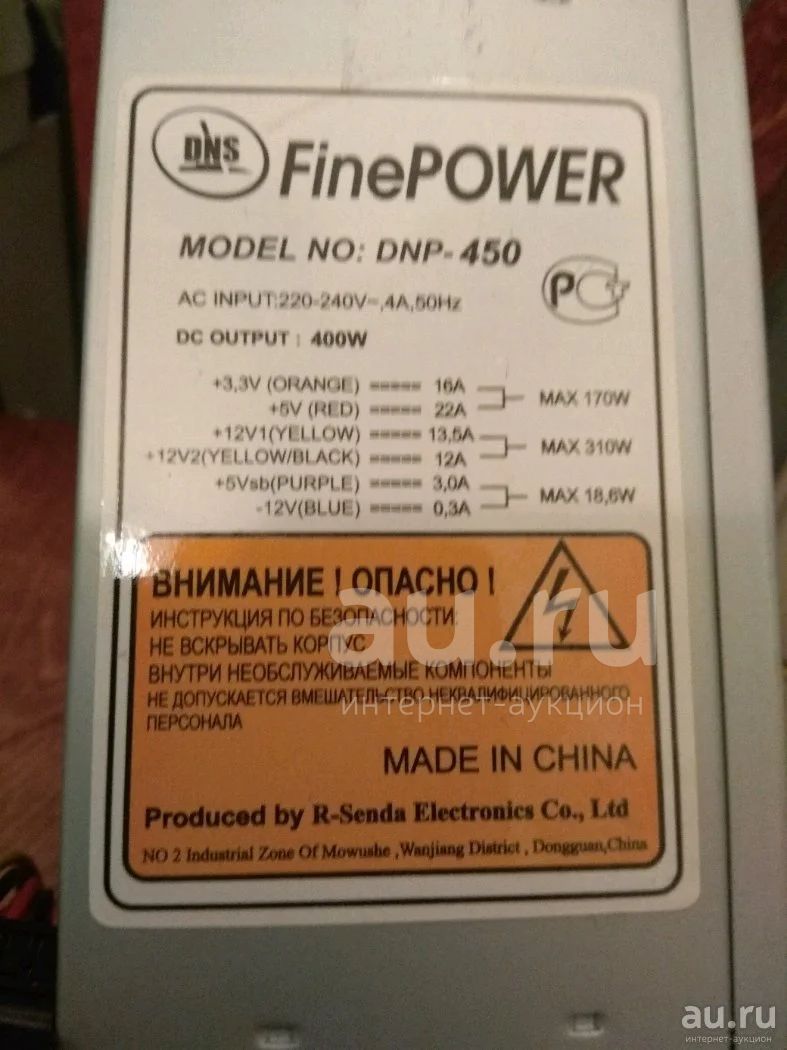 DNS
FinePOWER
MODEL NO: DNP-450
AC INPUT:220-240V~,4A,50Hz
DC OUTPUT : 400W
+3,3V (ORANGE) ===== 16A
+5V (RED) ===== 22A
MAX 170W
+12V1(YELLOW) ===== 13,5A
+12V2(YELLOW/BLACK) ===== 12A
MAX 310W
+5Vsb(PURPLE) ===== 3,0A
-12V(BLUE) ===== 0,3A
MAX 18,6W
ВНИМАНИЕ ! ОПАСНО !
ИНСТРУКЦИЯ ПО БЕЗОПАСНОСТИ:
НЕ ВСКРЫВАТЬ КОРПУС
ВНУТРИ НЕОБСЛУЖИВАЕМЫЕ КОМПОНЕНТЫ
НЕ ДОПУСКАЕТСЯ ВМЕШАТЕЛЬСТВО НЕКВАЛИФИЦИРОВАННОГО
ПЕРСОНАЛА
au.ru
интернет-аукцион
MADE IN CHINA
Produced by R-Senda Electronics Co., Ltd
NO 2 Industrial Zone Of Mowushe ,Wanjiang District , Dongguan,China
au.ru
интернет-аукцион